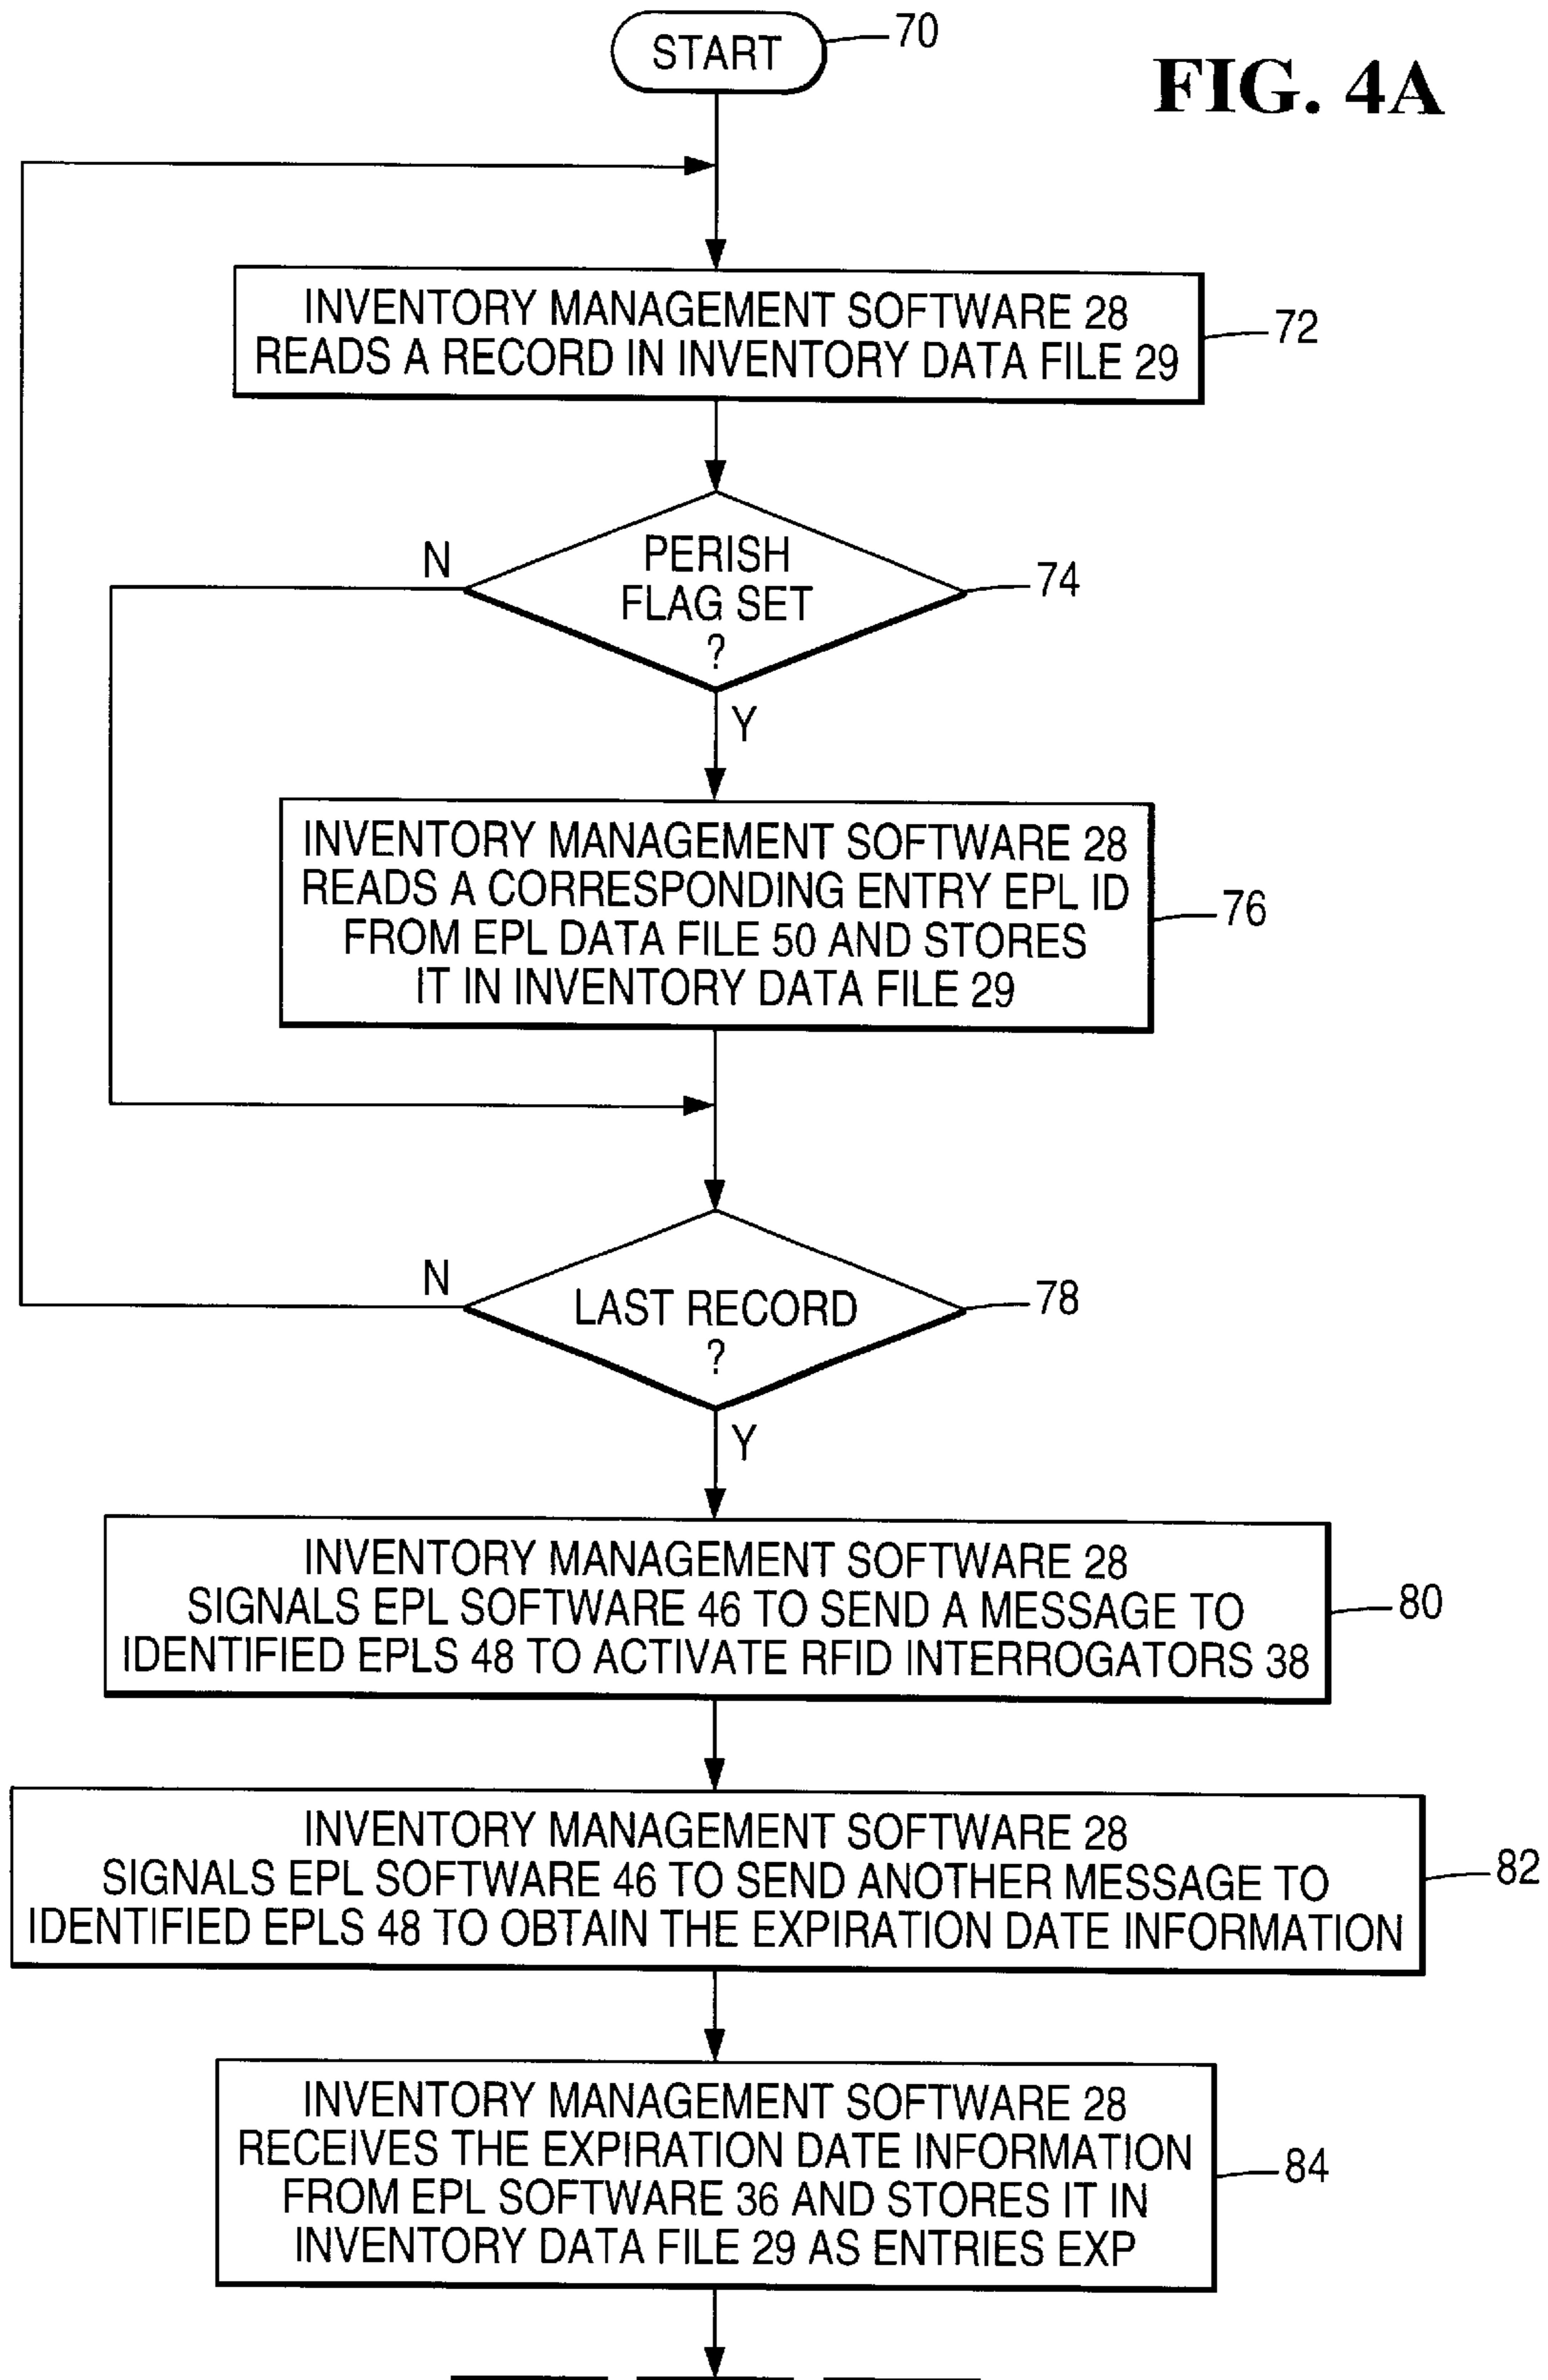 START
70
FIG. 4A
INVENTORY MANAGEMENT SOFTWARE 28
READS A RECORD IN INVENTORY DATA FILE 29
72
N
PERISH
FLAG SET
?
74
Y
INVENTORY MANAGEMENT SOFTWARE 28
READS A CORRESPONDING ENTRY EPL ID
FROM EPL DATA FILE 50 AND STORES
IT IN INVENTORY DATA FILE 29
76
N
LAST RECORD
?
78
Y
INVENTORY MANAGEMENT SOFTWARE 28
SIGNALS EPL SOFTWARE 46 TO SEND A MESSAGE TO
IDENTIFIED EPLS 48 TO ACTIVATE RFID INTERROGATORS 38
80
INVENTORY MANAGEMENT SOFTWARE 28
SIGNALS EPL SOFTWARE 46 TO SEND ANOTHER MESSAGE TO
IDENTIFIED EPLS 48 TO OBTAIN THE EXPIRATION DATE INFORMATION
82
INVENTORY MANAGEMENT SOFTWARE 28
RECEIVES THE EXPIRATION DATE INFORMATION
FROM EPL SOFTWARE 36 AND STORES IT IN
INVENTORY DATA FILE 29 AS ENTRIES EXP
84